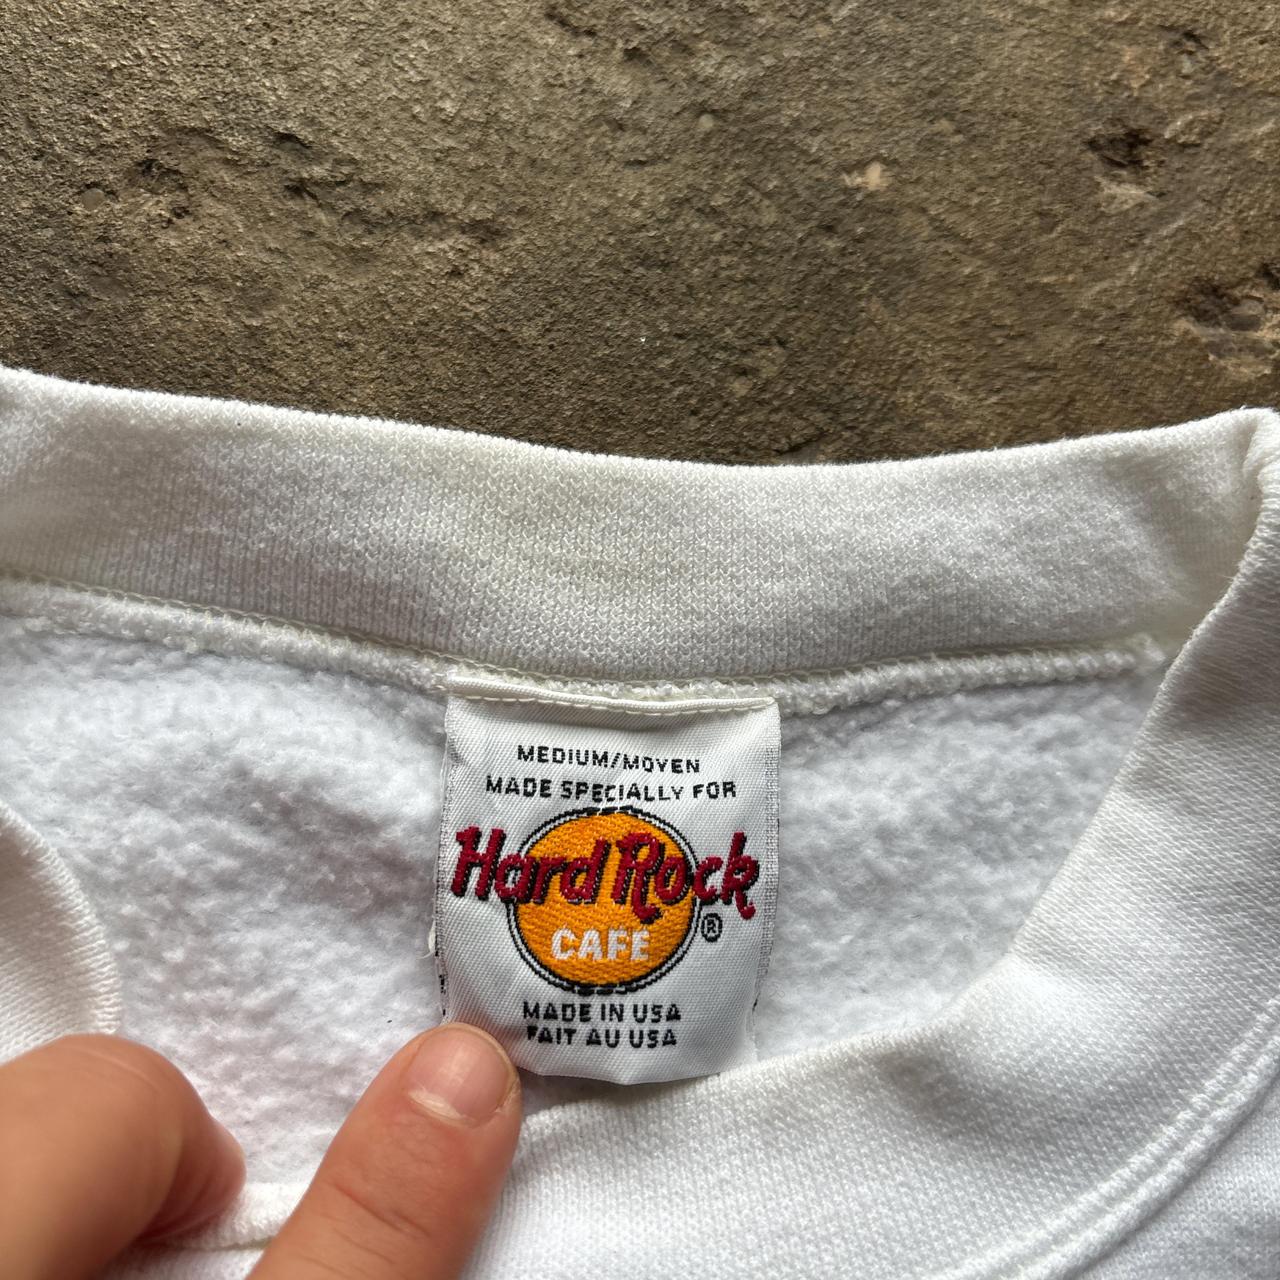 MEDIUM/MOYEN
MADE SPECIALLY FOR
Hard Rock
CAFE
®
MADE IN USA
FAIT AU USA